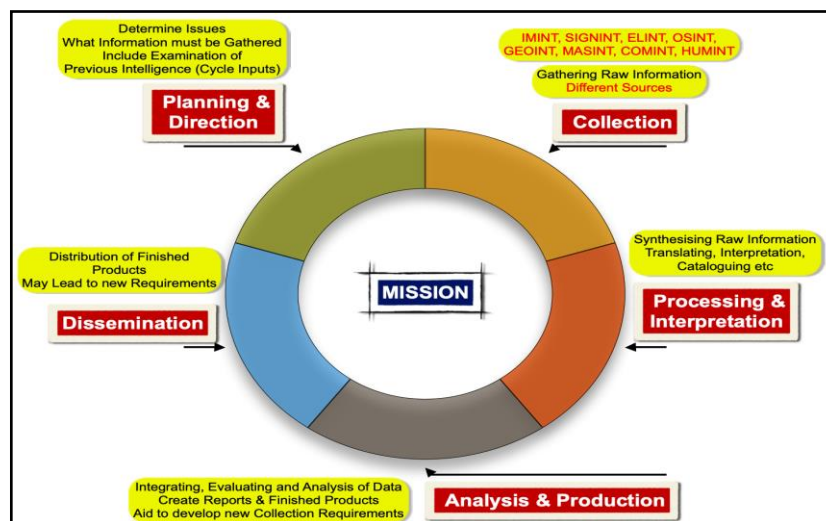 Determine Issues
What Information must be Gathered
Include Examination of
Previous Intelligence (Cycle Inputs)
Planning &
Direction
IMINT, SIGNINT, ELINT, OSINT,
GEOINT, MASINT, COMINT, HUMINT
Gathering Raw Information
Different Sources
Collection
Synthesising Raw Information
Translating, Interpretation,
Cataloguing etc
Processing &
Interpretation
Integrating, Evaluating and Analysis of Data
Create Reports & Finished Products
Aid to develop new Collection Requirements
Analysis & Production
Distribution of Finished
Products
May Lead to new Requirements
Dissemination
MISSION